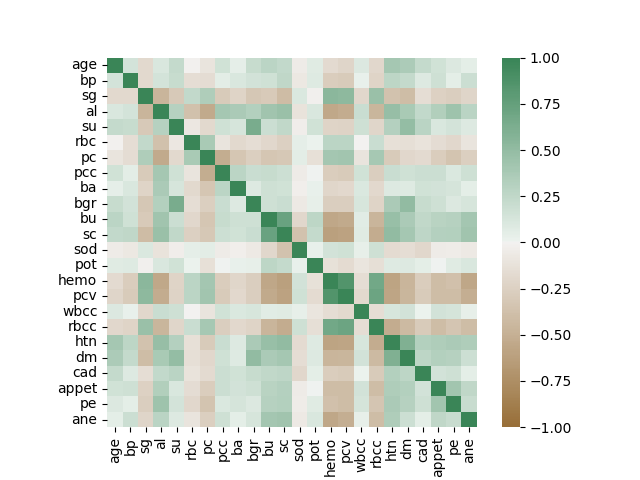 age
bp
sg
al
su
rbc
pc
pcc
ba
bgr
bu
sc
sod
pot
hemo
pcv
wbcc
rbcc
htn
dm
cad
appet
pe
ane
age
bp
sg
al
su
rbc
pc
pcc
ba
bgr
bu
sc
sod
pot
hemo
pcv
wbcc
rbcc
htn
dm
cad
appet
pe
ane
1.00
0.75
0.50
0.25
0.00
−0.25
−0.50
−0.75
−1.00